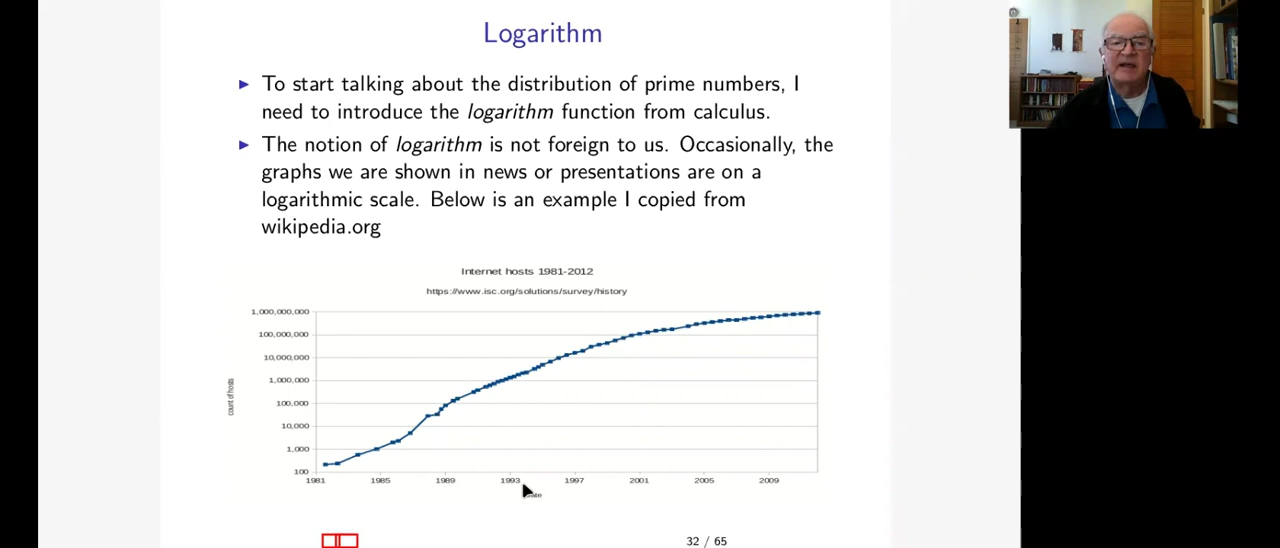 Logarithm
To start talking about the distribution of prime numbers, I
need to introduce the logarithm function from calculus.
The notion of logarithm is not foreign to us. Occasionally, the
graphs we are shown in news or presentations are on a
logarithmic scale. Below is an example I copied from
wikipedia.org
Internet hosts 1981-2012
https://www.isc.org/solutions/survey/history
1,000,000,000
100,000,000
10,000,000
1,000,000
100,000
10,000
1,000
100
count of hosts
1981 1985 1989 1993 1997 2001 2005 2009
32 / 65